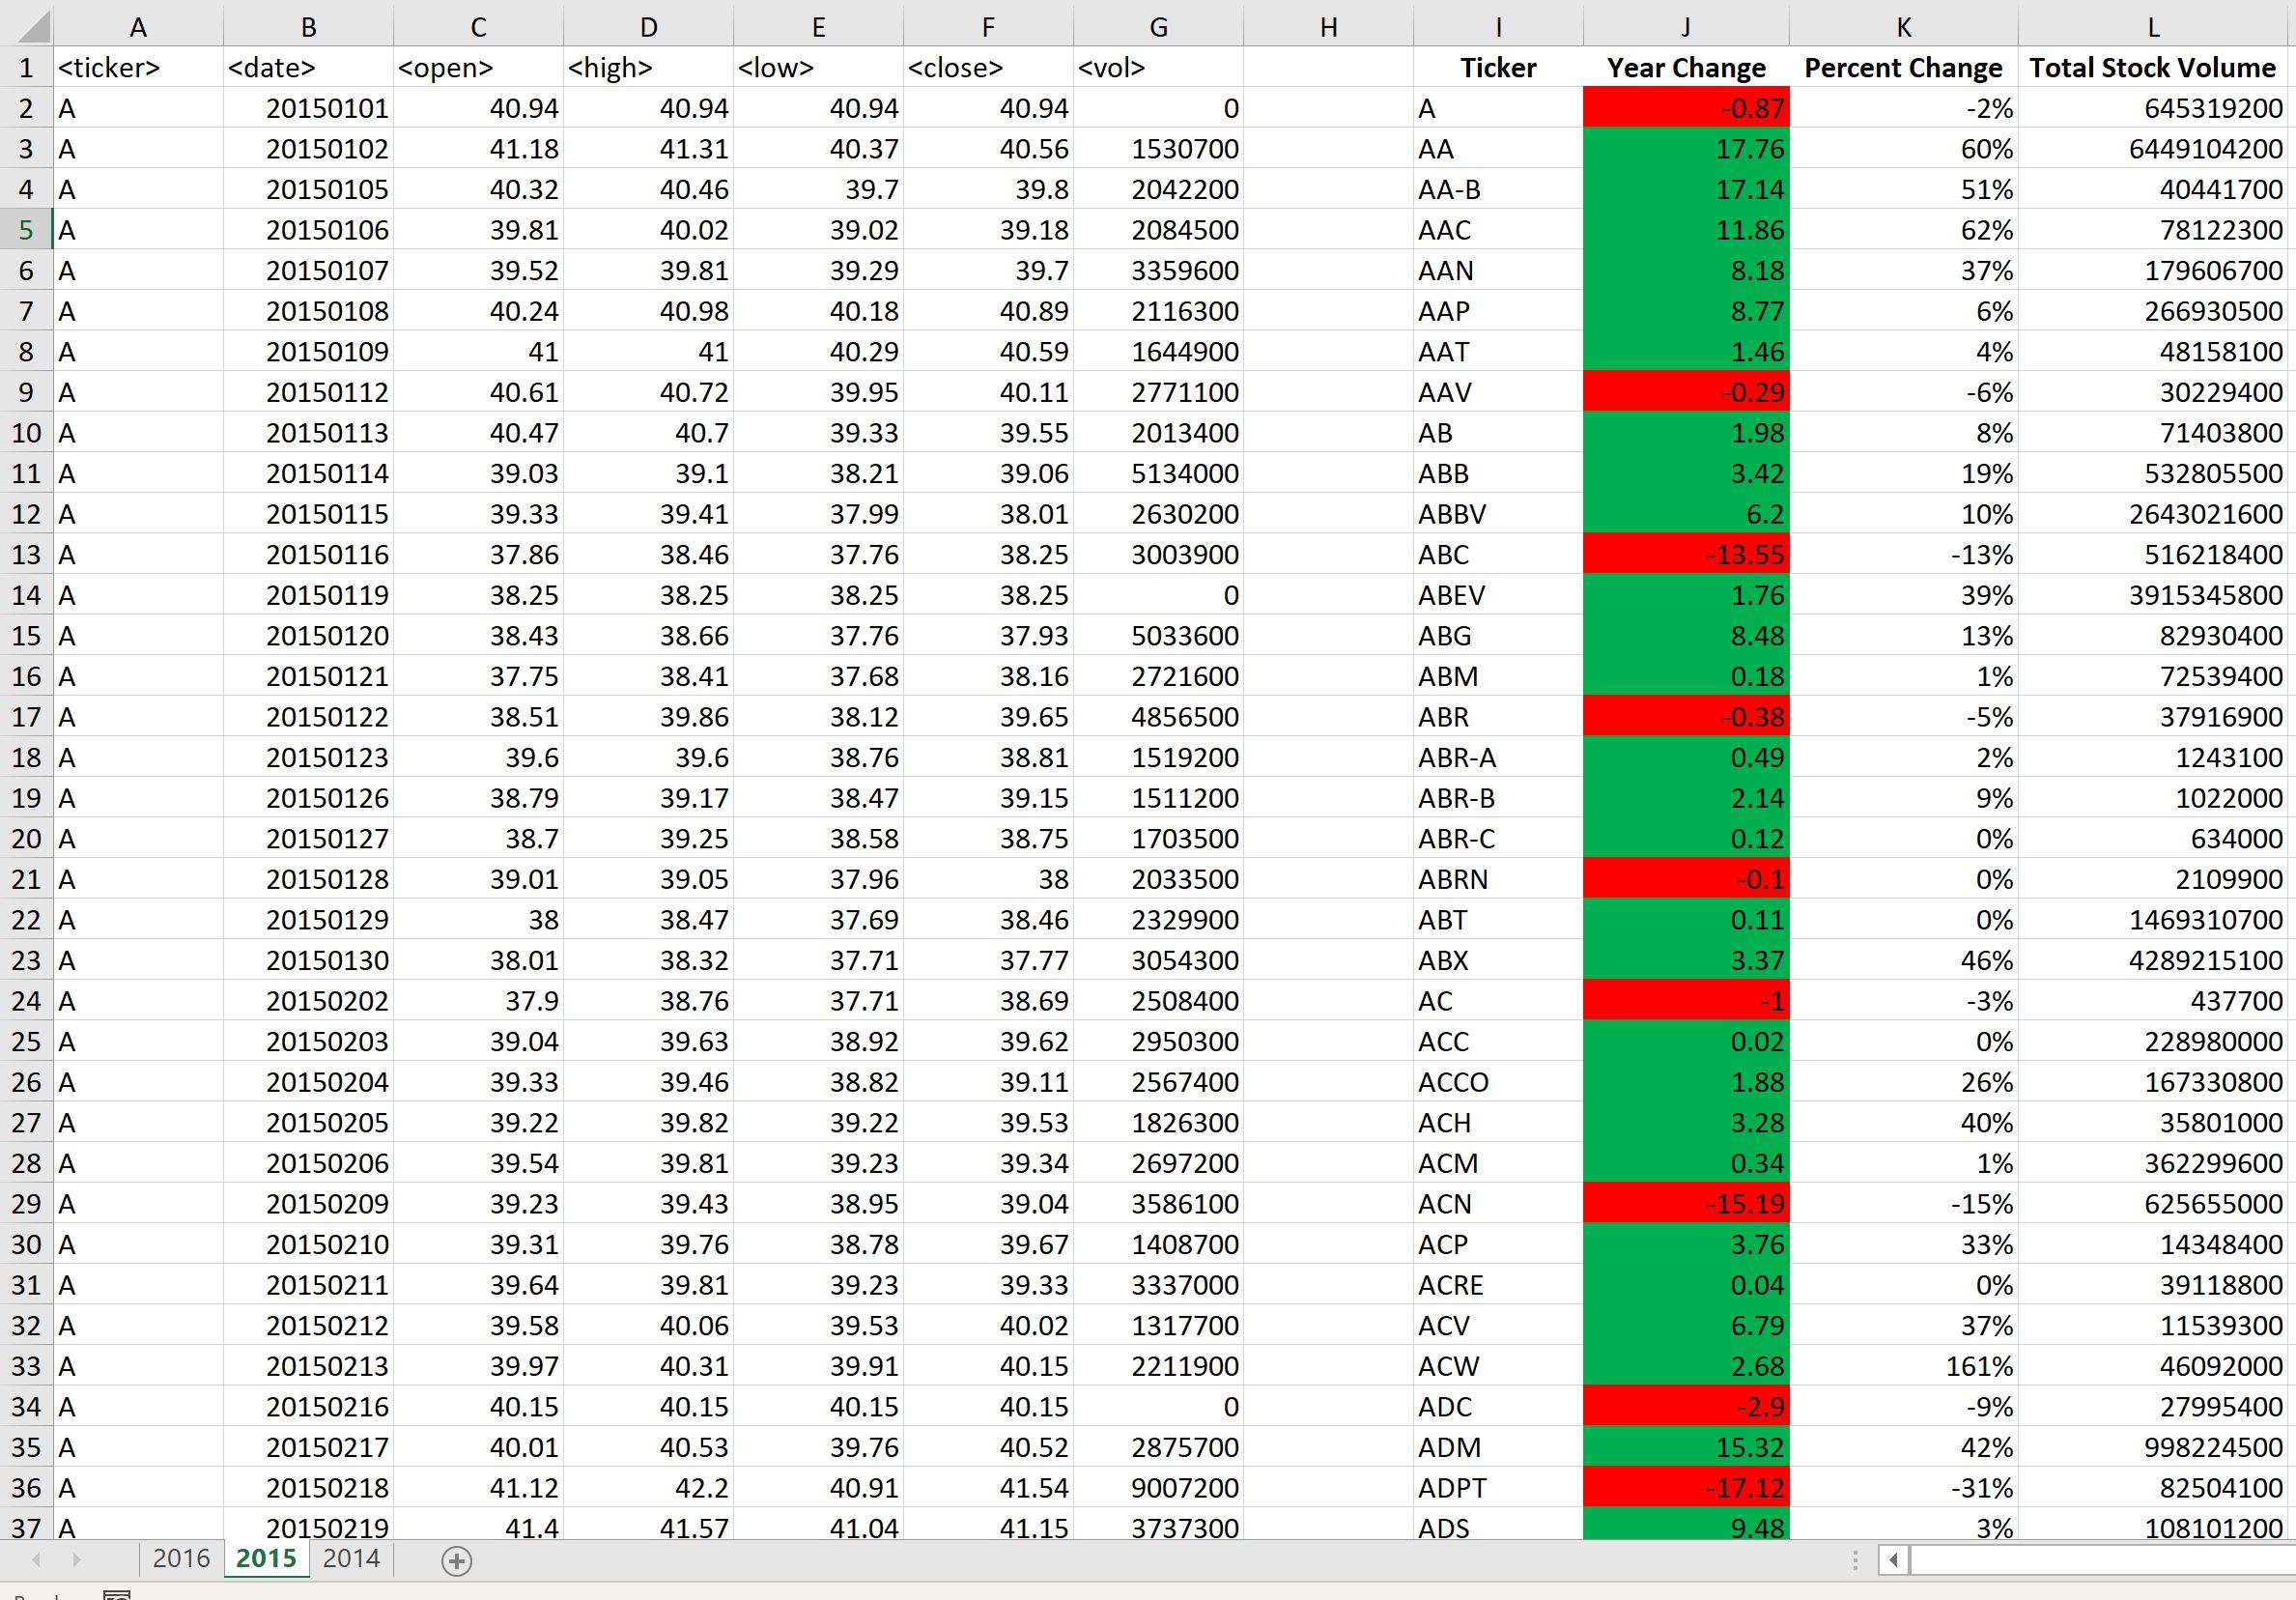 A B C D E F G H I J K L
1 <ticker> <date> <open> <high> <low> <close> <vol> Ticker Year Change Percent Change Total Stock Volume
2 A 20150101 40.94 40.94 40.94 40.94 0 A -0.87 -2% 645319200
3 A 20150102 41.18 41.31 40.37 40.56 1530700 AA 17.76 60% 6449104200
4 A 20150105 40.32 40.46 39.7 39.8 2042200 AA-B 17.14 51% 40441700
5 A 20150106 39.81 40.02 39.02 39.18 2084500 AAC 11.86 62% 78122300
6 A 20150107 39.52 39.81 39.29 39.7 3359600 AAN 8.18 37% 179606700
7 A 20150108 40.24 40.98 40.18 40.89 2116300 AAP 8.77 6% 266930500
8 A 20150109 41 41 40.29 40.59 1644900 AAT 1.46 4% 48158100
9 A 20150112 40.61 40.72 39.95 40.11 2771100 AAV -0.29 -6% 30229400
10 A 20150113 40.47 40.7 39.33 39.55 2013400 AB 1.98 8% 71403800
11 A 20150114 39.03 39.1 38.21 39.06 5134000 ABB 3.42 19% 532805500
12 A 20150115 39.33 39.41 37.99 38.01 2630200 ABBV 6.2 10% 2643021600
13 A 20150116 37.86 38.46 37.76 38.25 3003900 ABC -13.55 -13% 516218400
14 A 20150119 38.25 38.25 38.25 38.25 0 ABEV 1.76 39% 3915345800
15 A 20150120 38.43 38.66 37.76 37.93 5033600 ABG 8.48 13% 82930400
16 A 20150121 37.75 38.41 37.68 38.16 2721600 ABM 0.18 1% 72539400
17 A 20150122 38.51 39.86 38.12 39.65 4856500 ABR -0.38 -5% 37916900
18 A 20150123 39.6 39.6 38.76 38.81 1519200 ABR-A 0.49 2% 1243100
19 A 20150126 38.79 39.17 38.47 39.15 1511200 ABR-B 2.14 9% 1022000
20 A 20150127 38.7 39.25 38.58 38.75 1703500 ABR-C 0.12 0% 634000
21 A 20150128 39.01 39.05 37.96 38 2033500 ABRN -0.1 0% 2109900
22 A 20150129 38 38.47 37.69 38.46 2329900 ABT 0.11 0% 1469310700
23 A 20150130 38.01 38.32 37.71 37.77 3054300 ABX 3.37 46% 4289215100
24 A 20150202 37.9 38.76 37.71 38.69 2508400 AC -1 -3% 437700
25 A 20150203 39.04 39.63 38.92 39.62 2950300 ACC 0.02 0% 228980000
26 A 20150204 39.33 39.46 38.82 39.11 2567400 ACCO 1.88 26% 167330800
27 A 20150205 39.22 39.82 39.22 39.53 1826300 ACH 3.28 40% 35801000
28 A 20150206 39.54 39.81 39.23 39.34 2697200 ACM 0.34 1% 362299600
29 A 20150209 39.23 39.43 38.95 39.04 3586100 ACN -15.19 -15% 625655000
30 A 20150210 39.31 39.76 38.78 39.67 1408700 ACP 3.76 33% 14348400
31 A 20150211 39.64 39.81 39.23 39.33 3337000 ACRE 0.04 0% 39118800
32 A 20150212 39.58 40.06 39.53 40.02 1317700 ACV 6.79 37% 11539300
33 A 20150213 39.97 40.31 39.91 40.15 2211900 ACW 2.68 161% 46092000
34 A 20150216 40.15 40.15 40.15 40.15 0 ADC -2.9 -9% 27995400
35 A 20150217 40.01 40.53 39.76 40.52 2875700 ADM 15.32 42% 998224500
36 A 20150218 41.12 42.2 40.91 41.54 9007200 ADPT -17.12 -31% 82504100
37 A 20150219 41.4 41.57 41.04 41.15 3737300 ADS 9.48 3% 108101200
2016 2015 2014